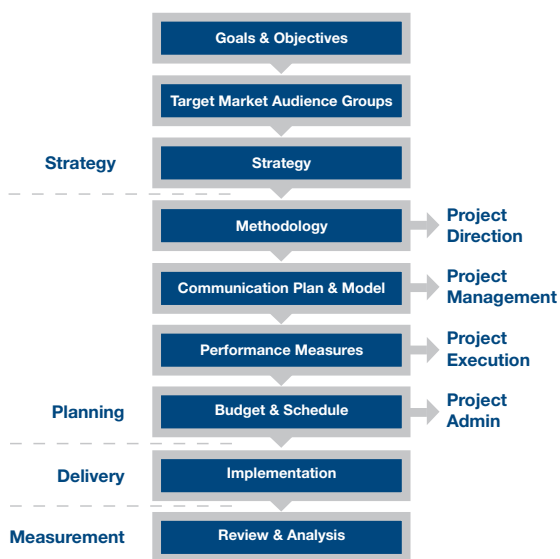 Goals & Objectives
Target Market Audience Groups
Strategy
Strategy
Methodology
Project
Direction
Communication Plan & Model
Project
Management
Performance Measures
Project
Execution
Planning
Budget & Schedule
Project
Admin
Delivery
Implementation
Measurement
Review & Analysis